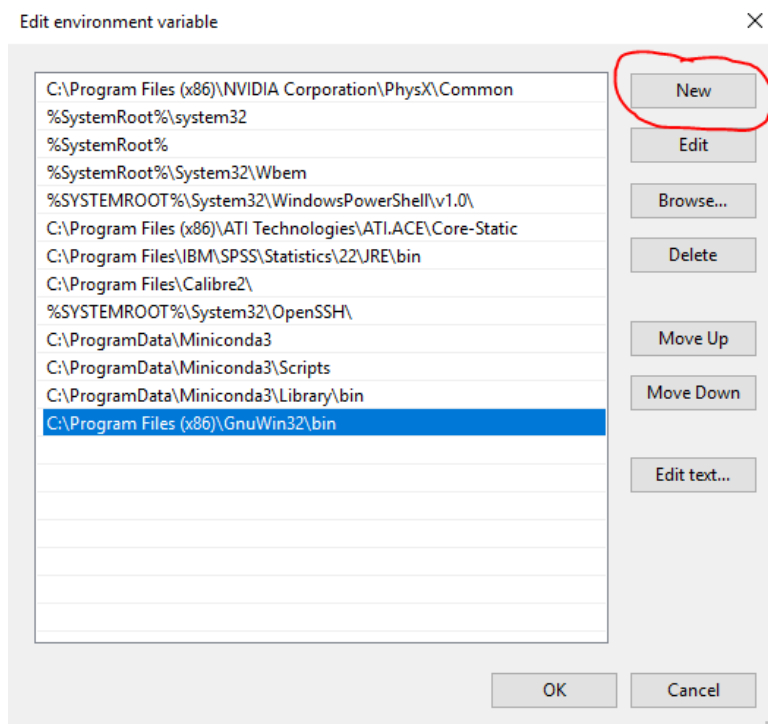 Edit environment variable
C:\Program Files (x86)\NVIDIA Corporation\PhysX\Common
%SystemRoot%\system32
%SystemRoot%
%SystemRoot%\System32\Wbem
%SYSTEMROOT%\System32\WindowsPowerShell\v1.0\
C:\Program Files (x86)\ATI Technologies\ATI.ACE\Core-Static
C:\Program Files\IBM\SPSS\Statistics\22\JRE\bin
C:\Program Files\Calibre2\
%SYSTEMROOT%\System32\OpenSSH\
C:\ProgramData\Miniconda3
C:\ProgramData\Miniconda3\Scripts
C:\ProgramData\Miniconda3\Library\bin
C:\Program Files (x86)\GnuWin32\bin
New
Edit
Browse...
Delete
Move Up
Move Down
Edit text...
OK
Cancel